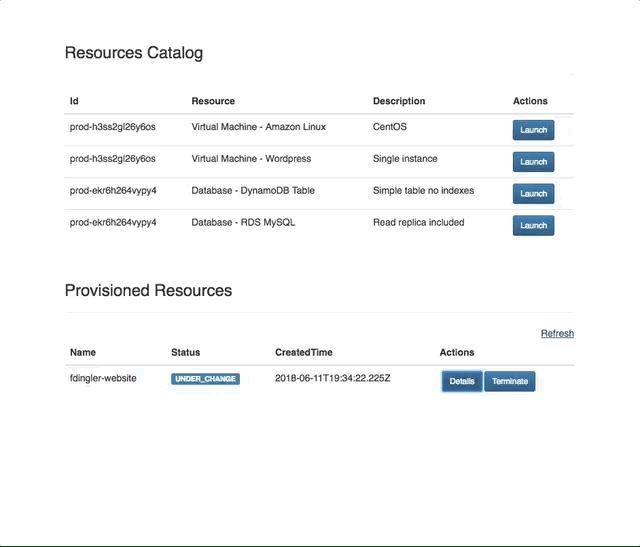 Resources Catalog
Id Resource Description Actions
prod-h3ss2gl26y6os Virtual Machine - Amazon Linux CentOS Launch
prod-h3ss2gl26y6os Virtual Machine - Wordpress Single instance Launch
prod-ekr6h264vypy4 Database - DynamoDB Table Simple table no indexes Launch
prod-ekr6h264vypy4 Database - RDS MySQL Read replica included Launch
Provisioned Resources
Refresh
Name Status CreatedTime Actions
fdingler-website UNDER_CHANGE 2018-06-11T19:34:22.225Z Details Terminate